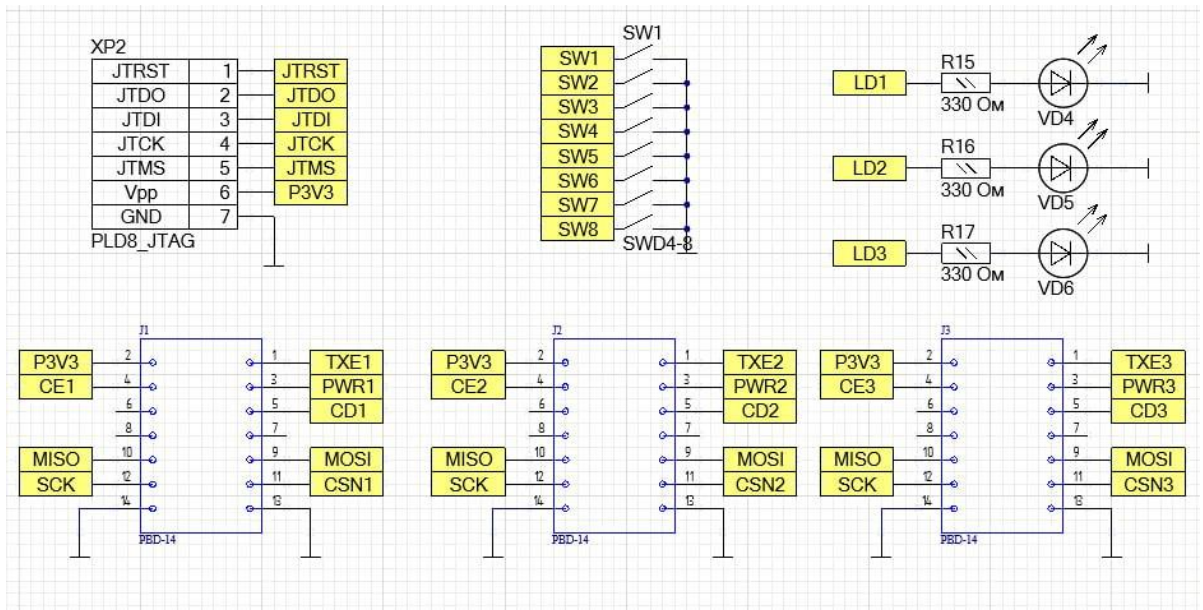 XP2
JTRST 1 JTRST
JTDO 2 JTDO
JTDI 3 JTDI
JTCK 4 JTCK
JTMS 5 JTMS
Vpp 6 P3V3
GND 7
PLD8_JTAG
SW1
SW1
SW2
SW3
SW4
SW5
SW6
SW7
SW8
SWD4-8
R15
LD1
330 Ом
VD4
R16
LD2
330 Ом
VD5
R17
LD3
330 Ом
VD6
J1
P3V3 2 1 TXE1
CE1 4 3 PWR1
6 5 CD1
8 7
MISO 10 9 MOSI
SCK 12 11 CSN1
14 13
PBD-14
J2
P3V3 2 1 TXE2
CE2 4 3 PWR2
6 5 CD2
8 7
MISO 10 9 MOSI
SCK 12 11 CSN2
14 13
PBD-14
J3
P3V3 2 1 TXE3
CE3 4 3 PWR3
6 5 CD3
8 7
MISO 10 9 MOSI
SCK 12 11 CSN3
14 13
PBD-14